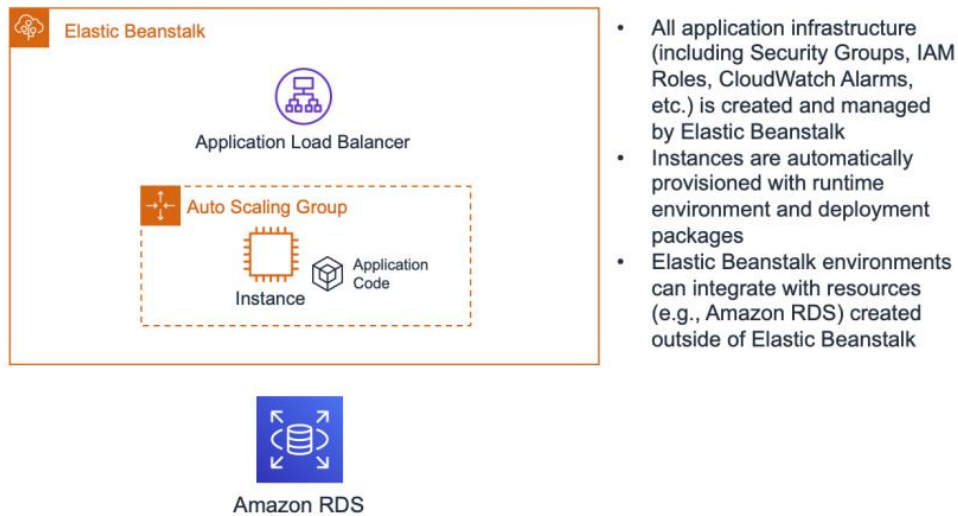 Elastic Beanstalk
Application Load Balancer
Auto Scaling Group
Application
Code
Instance
Amazon RDS
• All application infrastructure
(including Security Groups, IAM
Roles, CloudWatch Alarms,
etc.) is created and managed
by Elastic Beanstalk
• Instances are automatically
provisioned with runtime
environment and deployment
packages
• Elastic Beanstalk environments
can integrate with resources
(e.g., Amazon RDS) created
outside of Elastic Beanstalk